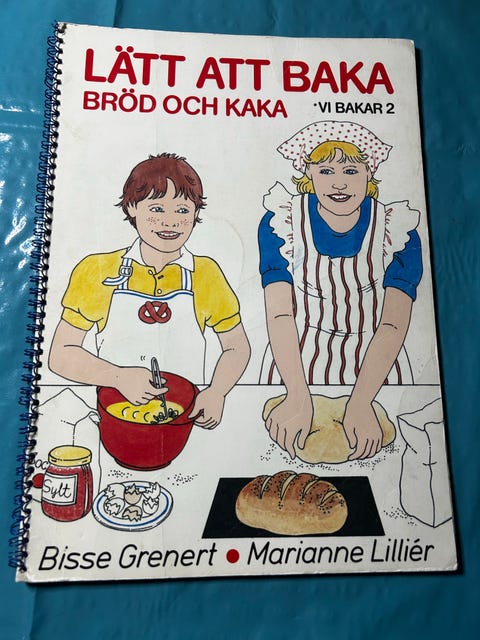 LÄTT ATT BAKA
BRÖD OCH KAKA *VI BAKAR 2
Sylt
Bisse Grenert • Marianne Lilliér